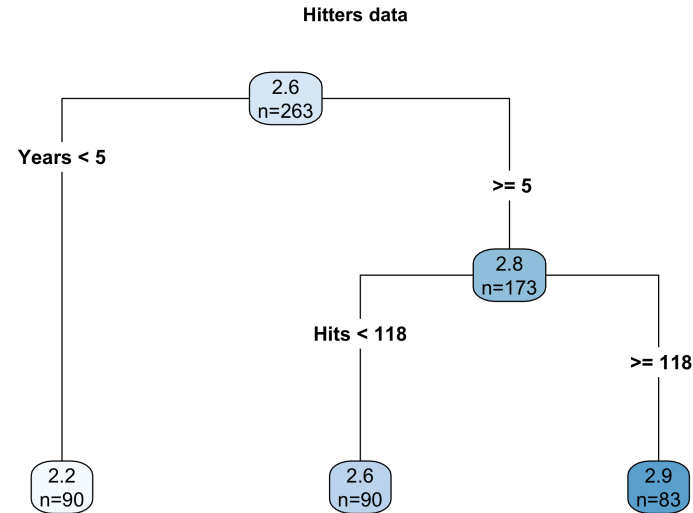 Hitters data
2.6
n=263
Years < 5
>= 5
2.8
n=173
Hits < 118
>= 118
2.2
n=90
2.6
n=90
2.9
n=83